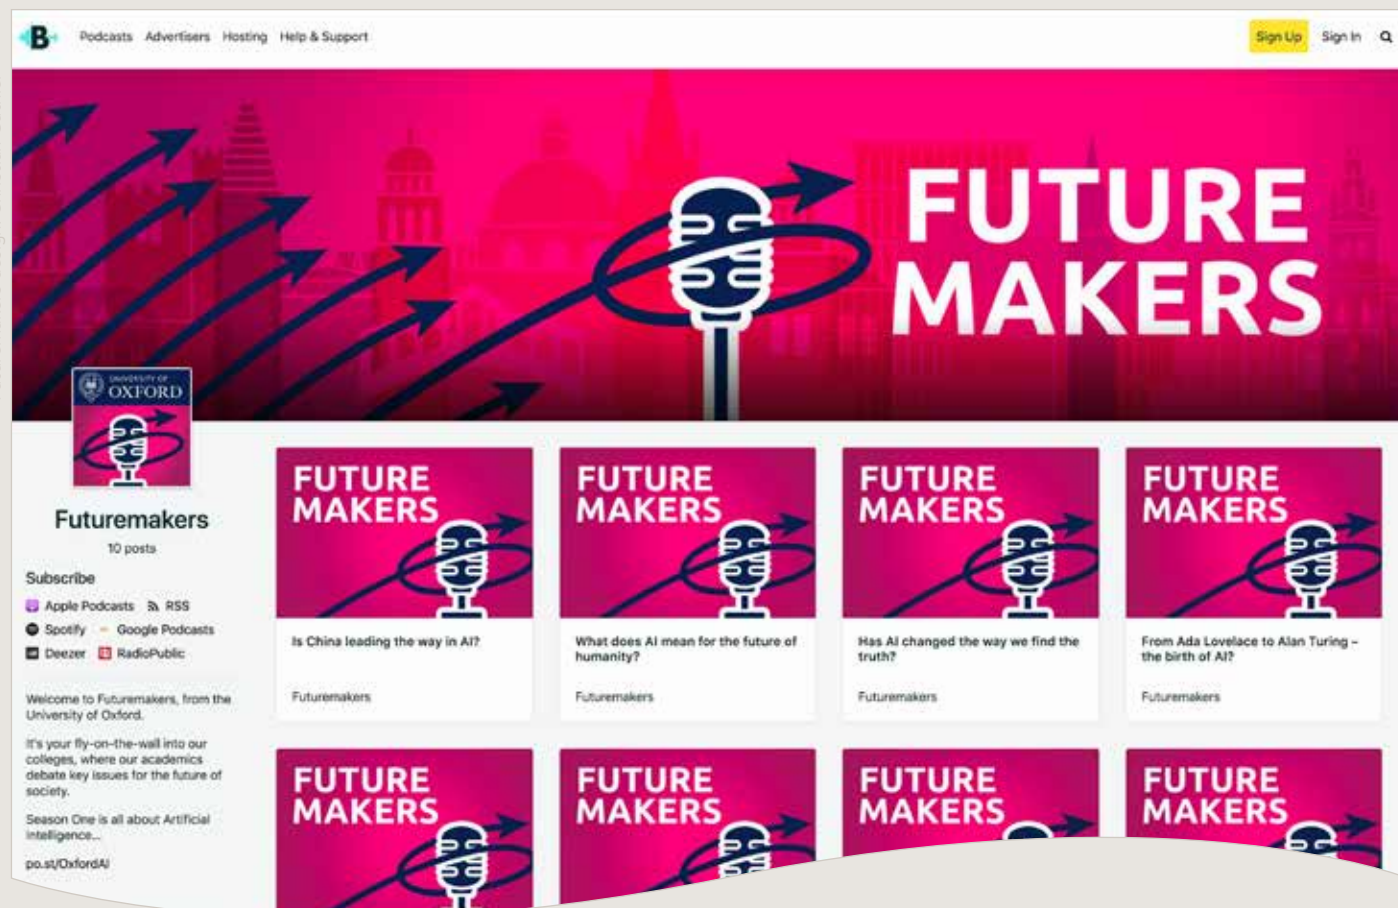 B
Podcasts Advertisers Hosting Help & Support
Sign Up Sign In
FUTURE
MAKERS
UNIVERSITY OF
OXFORD
Futuremakers
10 posts
Subscribe
Apple Podcasts RSS
Spotify Google Podcasts
Deezer RadioPublic
Welcome to Futuremakers, from the
University of Oxford.
It's your fly-on-the-wall into our
colleges, where our academics
debate key issues for the future of
society.
Season One is all about Artificial
Intelligence...
po.st/OxfordAI
FUTURE
MAKERS
Is China leading the way in AI?
Futuremakers
FUTURE
MAKERS
What does AI mean for the future of
humanity?
Futuremakers
FUTURE
MAKERS
Has AI changed the way we find the
truth?
Futuremakers
FUTURE
MAKERS
From Ada Lovelace to Alan Turing –
the birth of AI?
Futuremakers
FUTURE
MAKERS
FUTURE
MAKERS
FUTURE
MAKERS
FUTURE
MAKERS